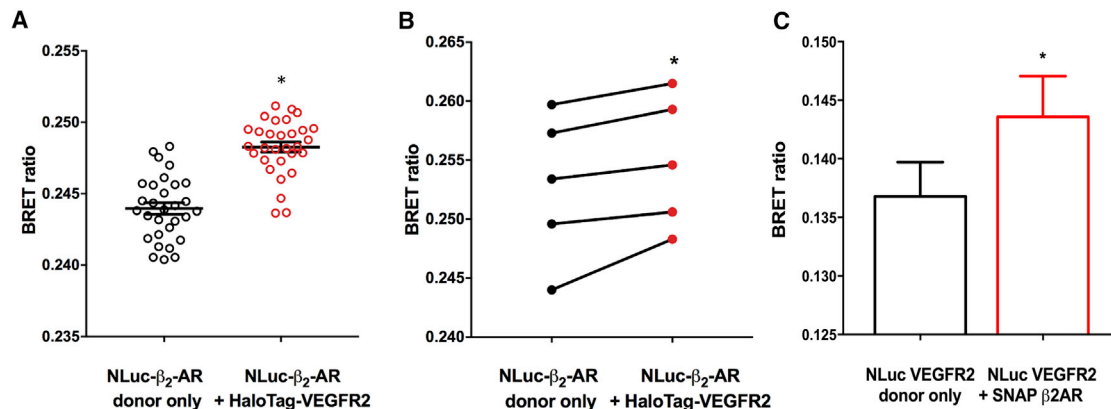 A
BRET ratio
0.255
0.250
0.245
0.240
0.235
*
NLuc-β2-AR
donor only
NLuc-β2-AR
+ HaloTag-VEGFR2
B
BRET ratio
0.265
0.260
0.255
0.250
0.245
0.240
*
NLuc-β2-AR
donor only
NLuc-β2-AR
+ HaloTag-VEGFR2
C
BRET ratio
0.150
0.145
0.140
0.135
0.130
0.125
*
NLuc VEGFR2
donor only
NLuc VEGFR2
+ SNAP β2AR